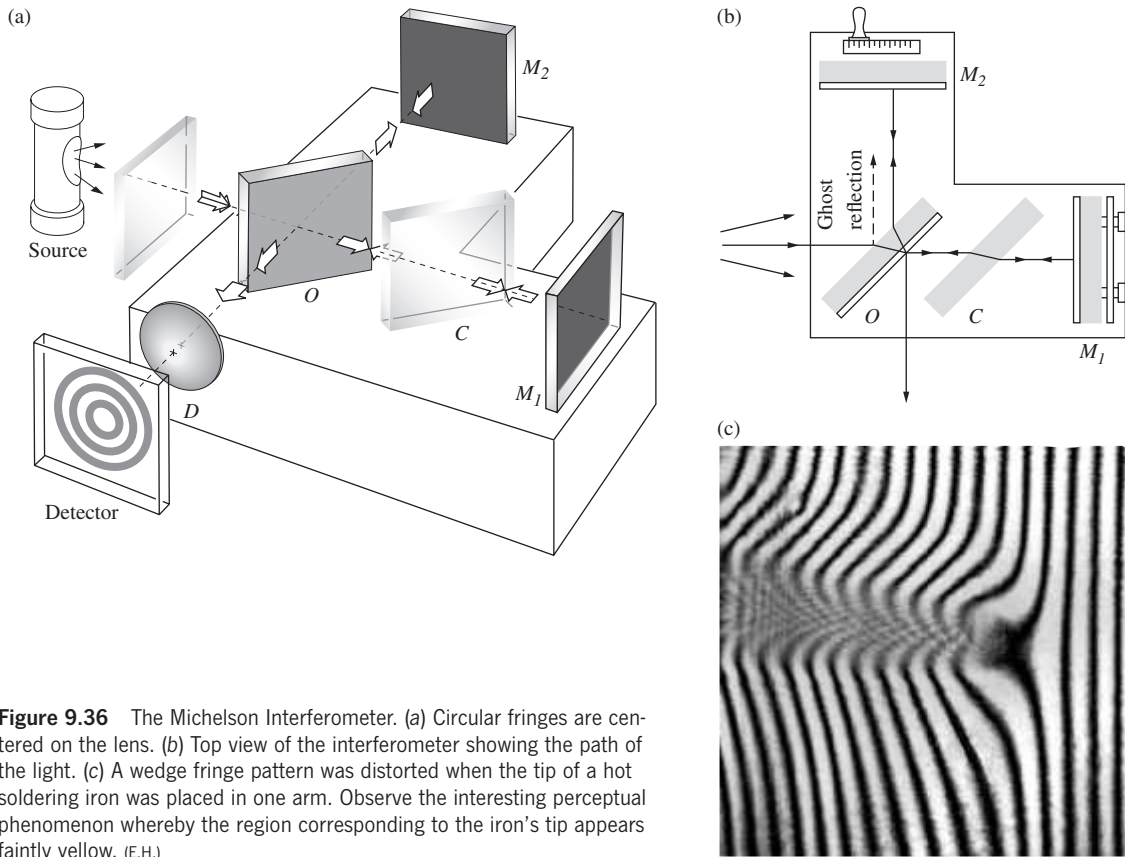 (a)
M2
Source
O
C
M1
D
Detector
(b)
M2
Ghost
reflection
O
C
M1
(c)
Figure 9.36 The Michelson Interferometer. (a) Circular fringes are cen-
tered on the lens. (b) Top view of the interferometer showing the path of
the light. (c) A wedge fringe pattern was distorted when the tip of a hot
soldering iron was placed in one arm. Observe the interesting perceptual
phenomenon whereby the region corresponding to the iron's tip appears
faintly yellow. (E.H.)